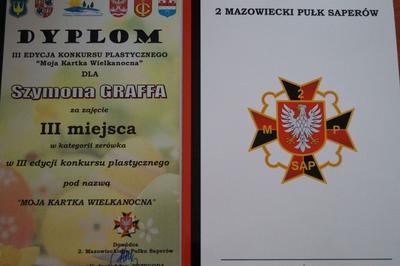 DYPLOM
III EDYCJA KONKURSU PLASTYCZNEGO
"Moja Kartka Wielkanocna"
DLA
Szymona GRAFFA
za zajęcie
III miejsca
w kategorii zerówka
w III edycji konkursu plastycznego
pod nazwą
"MOJA KARTKA WIELKANOCNA"
Dowódca
2. Mazowieckiego Pułku Saperów
2 MAZOWIECKI PUŁK SAPERÓW
2
M P
SAP